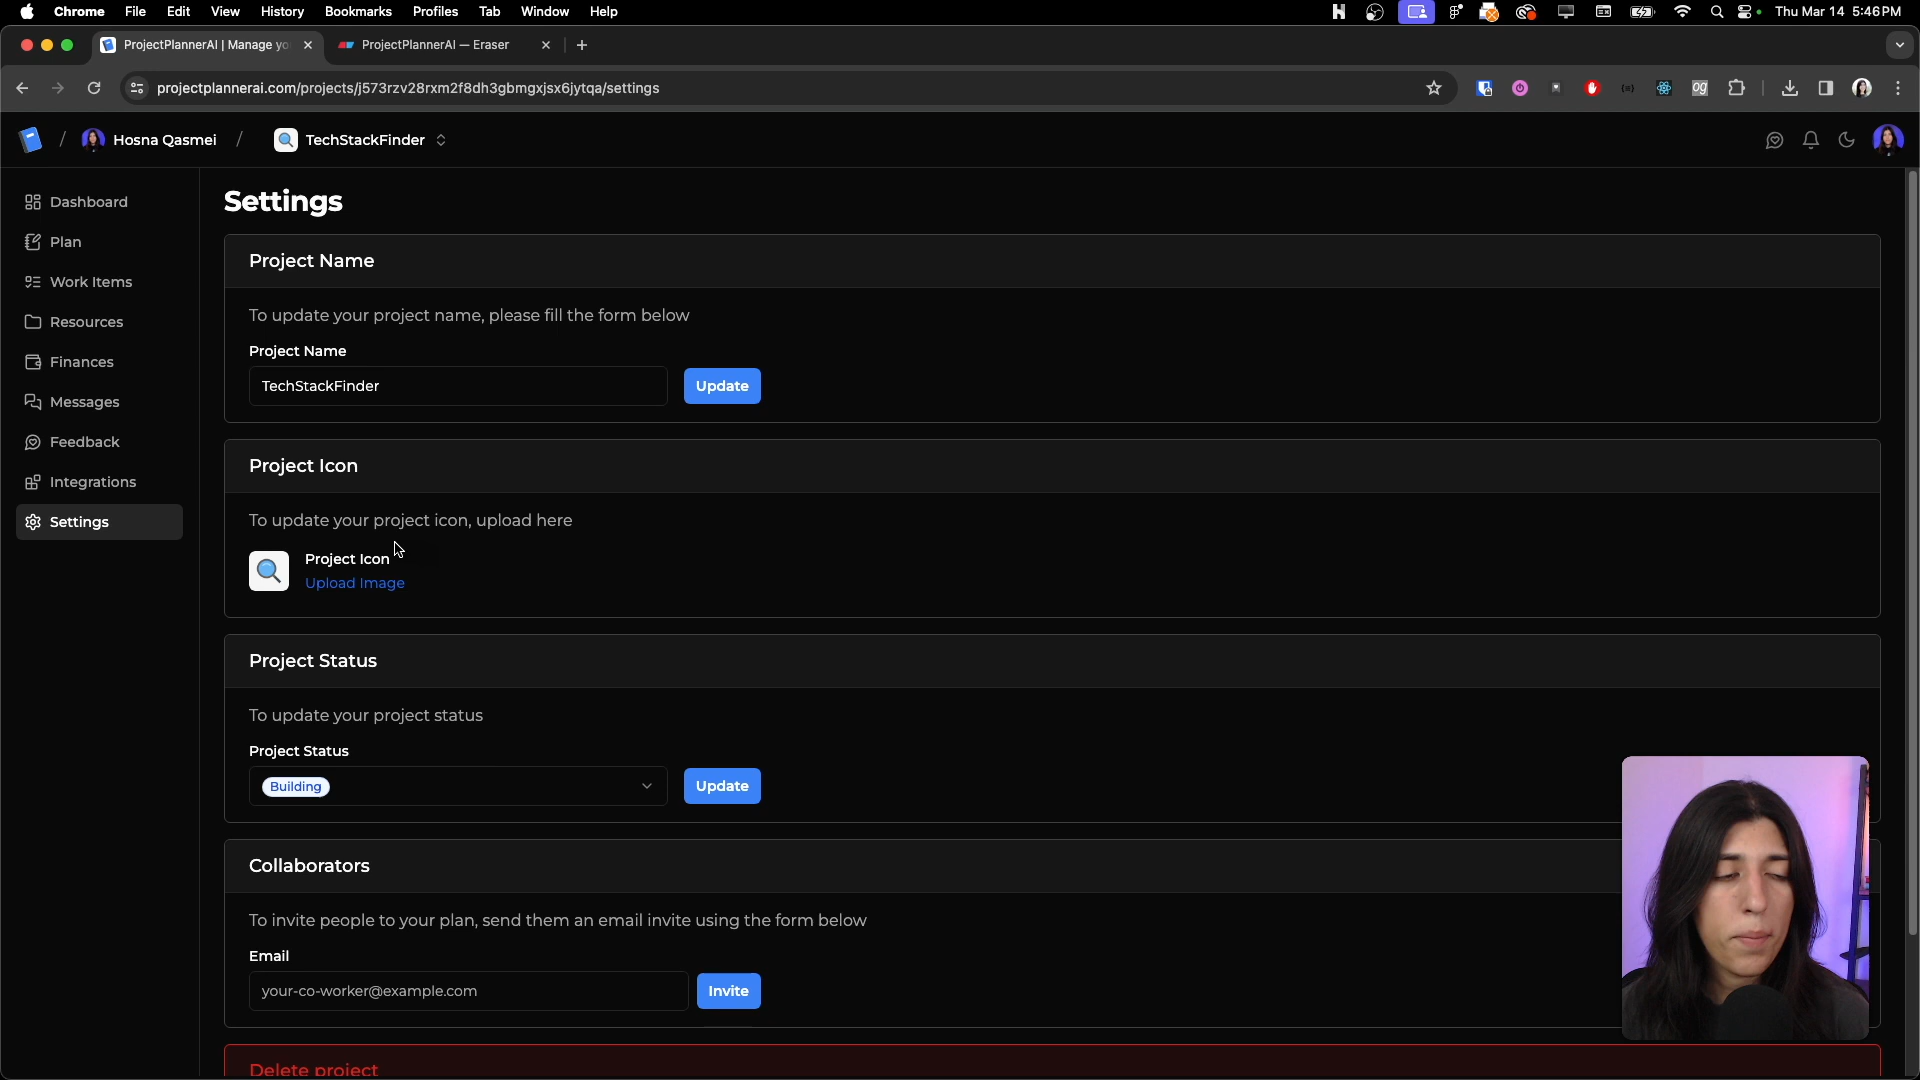 Chrome File Edit View History Bookmarks Profiles Tab Window Help Thu Mar 14 5:46 PM
ProjectPlannerAI | Manage yo ProjectPlannerAI — Eraser
projectplannerai.com/projects/j573rzv28rxm2f8dh3gbmgxjsx6jytqa/settings
/ Hosna Qasmei / TechStackFinder
Dashboard
Plan
Work Items
Resources
Finances
Messages
Feedback
Integrations
Settings
Settings
Project Name
To update your project name, please fill the form below
Project Name
TechStackFinder Update
Project Icon
To update your project icon, upload here
Project Icon
Upload Image
Project Status
To update your project status
Project Status
Building Update
Collaborators
To invite people to your plan, send them an email invite using the form below
Email
your-co-worker@example.com Invite
Delete project